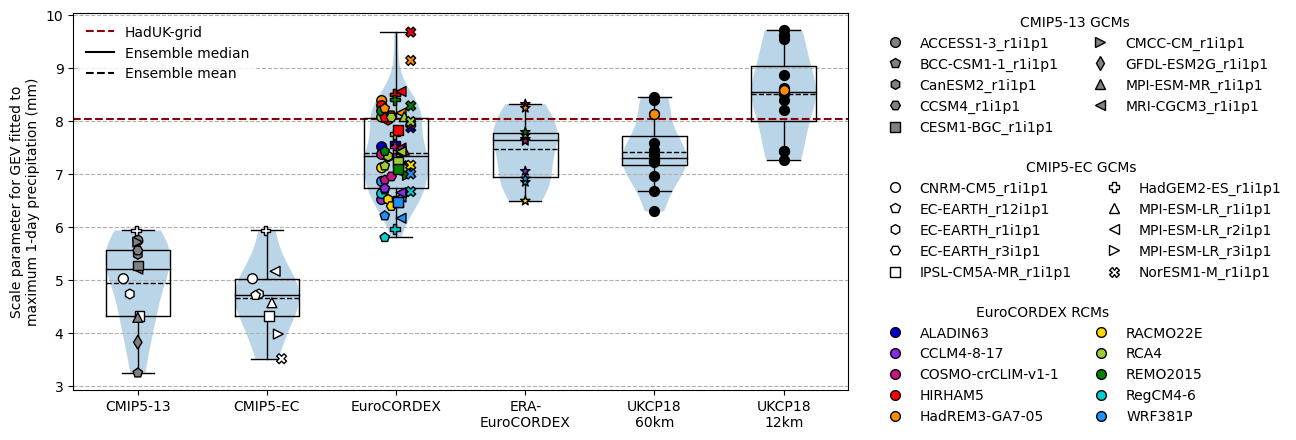 Scale parameter for GEV fitted to
maximum 1-day precipitation (mm)
10
9
8
7
6
5
4
3
HadUK-grid
Ensemble median
Ensemble mean
CMIP5-13
CMIP5-EC
EuroCORDEX
ERA-
EuroCORDEX
UKCP18
60km
UKCP18
12km
CMIP5-13 GCMs
ACCESS1-3_r1i1p1
BCC-CSM1-1_r1i1p1
CanESM2_r1i1p1
CCSM4_r1i1p1
CESM1-BGC_r1i1p1
CMCC-CM_r1i1p1
GFDL-ESM2G_r1i1p1
MPI-ESM-MR_r1i1p1
MRI-CGCM3_r1i1p1
CMIP5-EC GCMs
CNRM-CM5_r1i1p1
EC-EARTH_r12i1p1
EC-EARTH_r1i1p1
EC-EARTH_r3i1p1
IPSL-CM5A-MR_r1i1p1
HadGEM2-ES_r1i1p1
MPI-ESM-LR_r1i1p1
MPI-ESM-LR_r2i1p1
MPI-ESM-LR_r3i1p1
NorESM1-M_r1i1p1
EuroCORDEX RCMs
ALADIN63
CCLM4-8-17
COSMO-crCLIM-v1-1
HIRHAM5
HadREM3-GA7-05
RACMO22E
RCA4
REMO2015
RegCM4-6
WRF381P